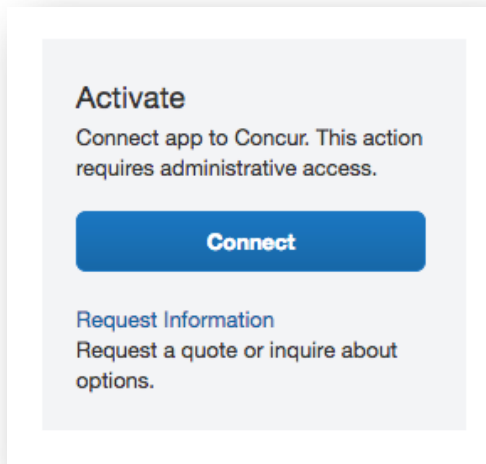 Activate
Connect app to Concur. This action
requires administrative access.
Connect
Request Information
Request a quote or inquire about
options.